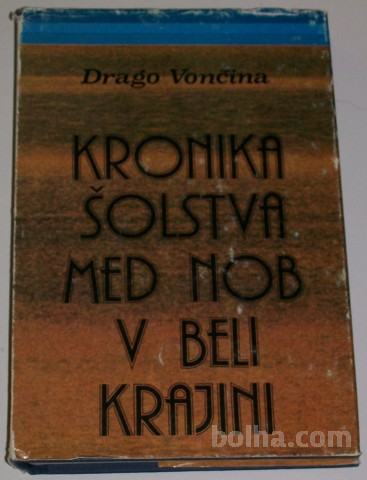 Drago Vončina
KRONIKA
ŠOLSTVA
MED NOB
V BELI
KRAJINI
bolha.com